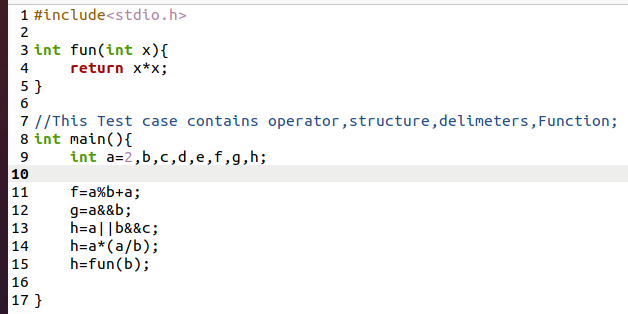 1 #include<stdio.h>
2
3 int fun(int x){
4     return x*x;
5 }
6
7 //This Test case contains operator,structure,delimeters,Function;
8 int main(){
9     int a=2,b,c,d,e,f,g,h;
10
11     f=a%b+a;
12     g=a&&b;
13     h=a||b&&c;
14     h=a*(a/b);
15     h=fun(b);
16
17 }